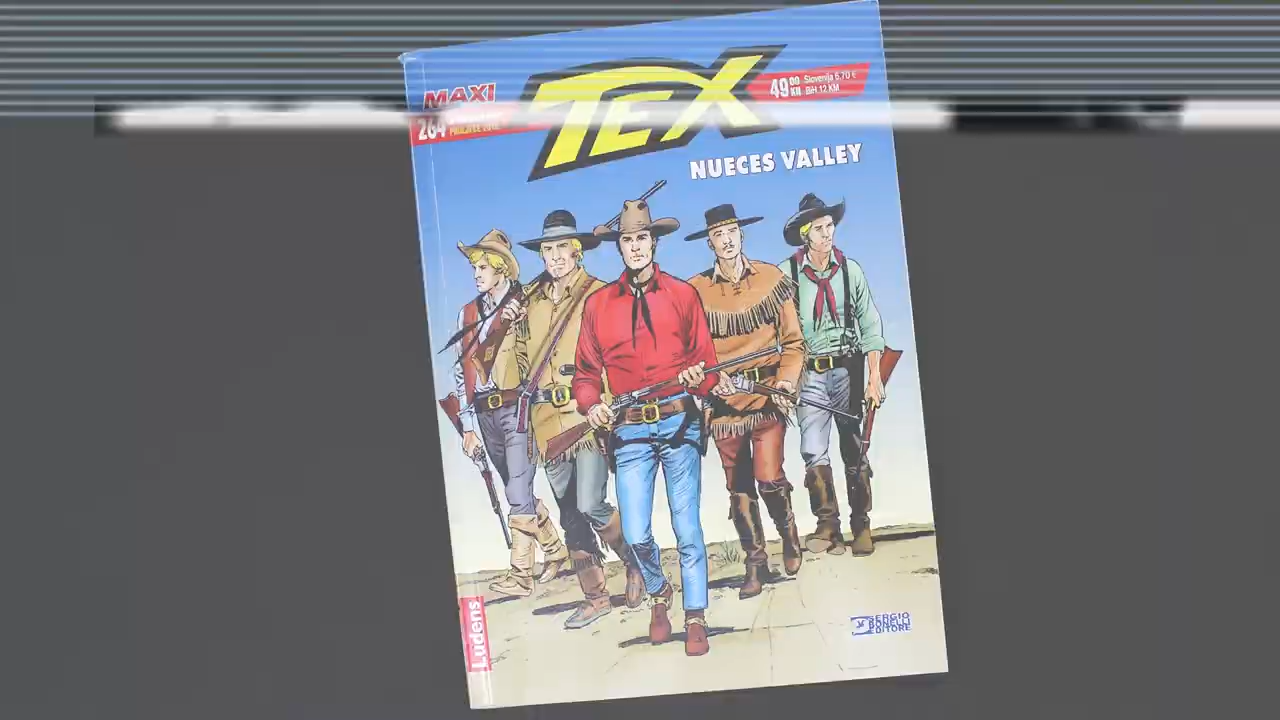 MAXI
264
TEX
49 00 KN
Slovenija 6,70 €
BiH 12 KM
NUECES VALLEY
Ludens
SERGIO
BONELLI
EDITORE